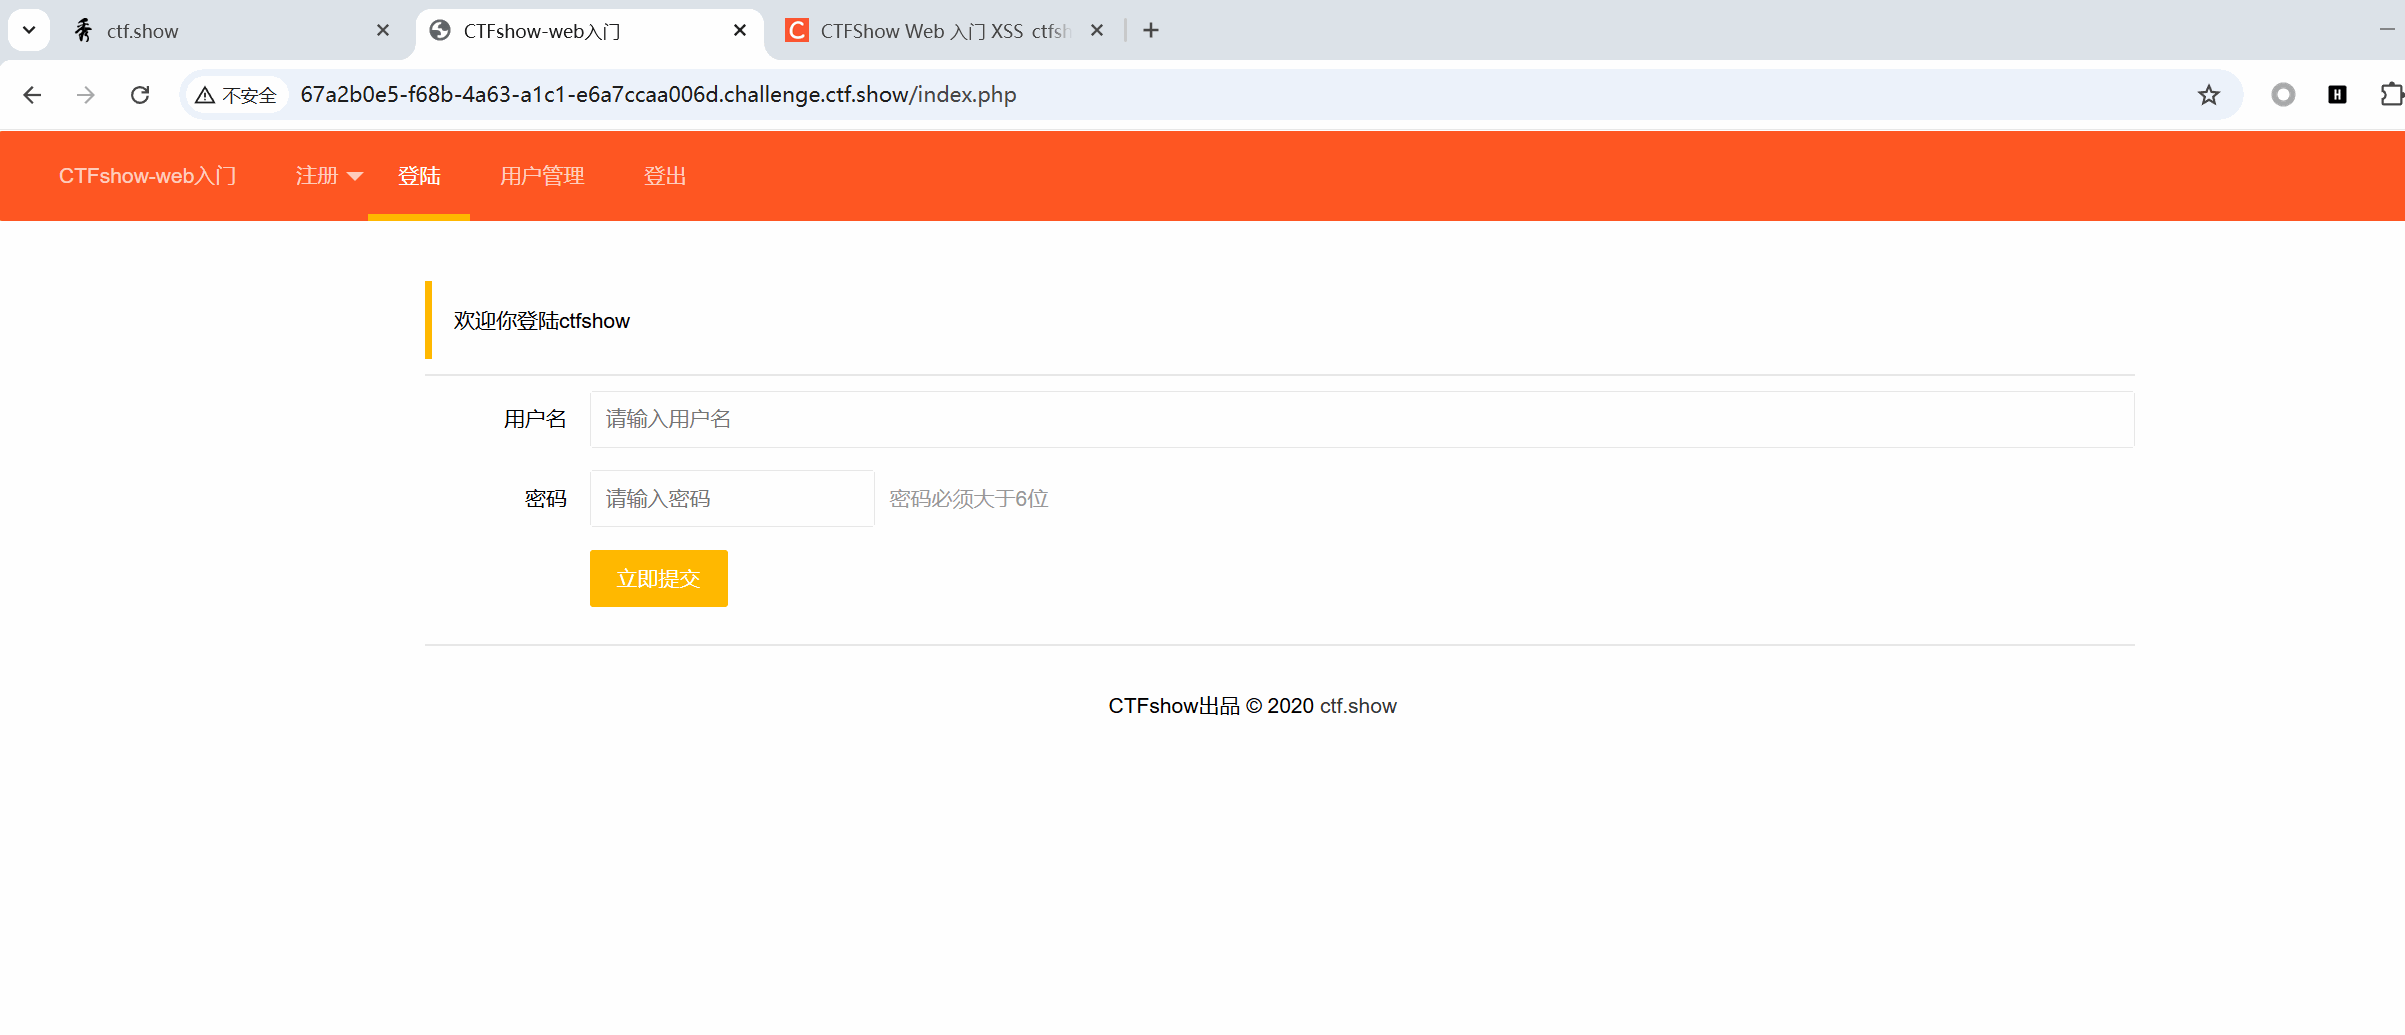 ctf.show
CTFshow-web入门
CTFShow Web 入门 XSS ctfsh
不安全
67a2b0e5-f68b-4a63-a1c1-e6a7ccaa006d.challenge.ctf.show/index.php
CTFshow-web入门 注册 登陆 用户管理 登出
欢迎你登陆ctfshow
用户名 请输入用户名
密码 请输入密码 密码必须大于6位
立即提交
CTFshow出品 © 2020 ctf.show